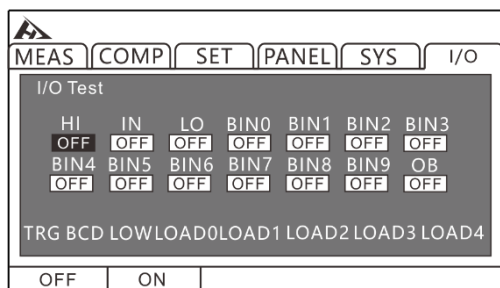 MEAS COMP SET PANEL SYS I/O
I/O Test
HI IN LO BIN0 BIN1 BIN2 BIN3
OFF OFF OFF OFF OFF OFF OFF
BIN4 BIN5 BIN6 BIN7 BIN8 BIN9 OB
OFF OFF OFF OFF OFF OFF OFF
TRG BCD LOWLOAD0LOAD1 LOAD2 LOAD3 LOAD4
OFF ON